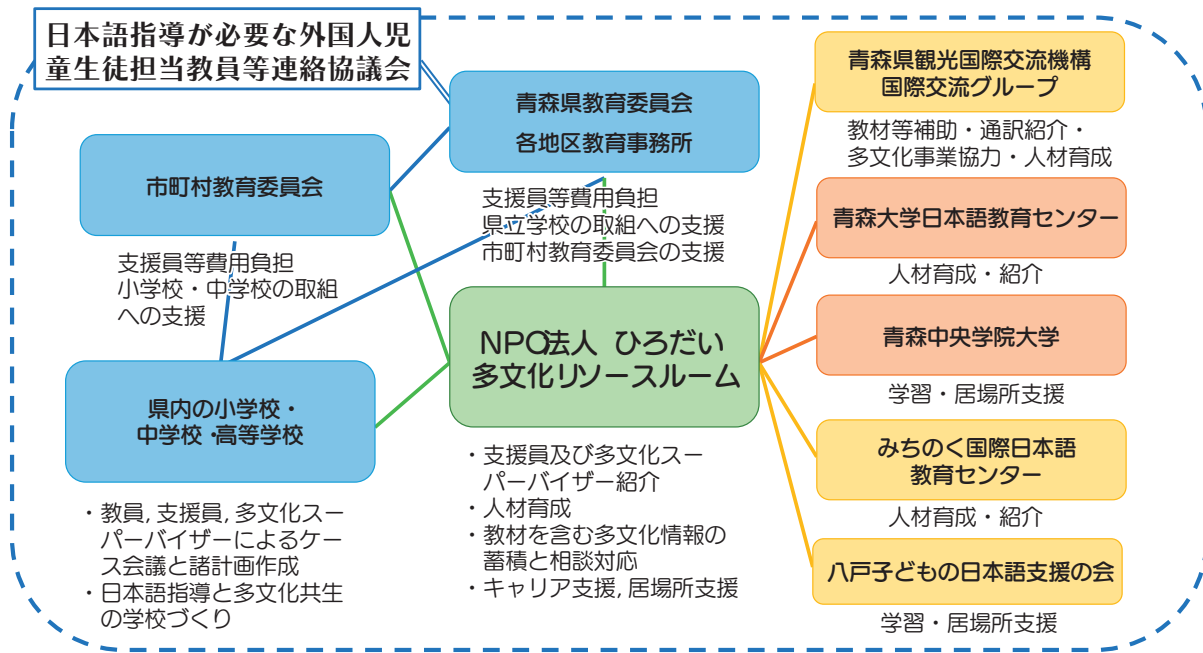 日本語指導が必要な外国人児
童生徒担当教員等連絡協議会
青森県教育委員会
各地区教育事務所
支援員等費用負担
県立学校の取組への支援
市町村教育委員会の支援
市町村教育委員会
支援員等費用負担
小学校・中学校の取組
への支援
県内の小学校・
中学校・高等学校
・教員,支援員,多文化スー
パーバイザーによるケー
ス会議と諸計画作成
・日本語指導と多文化共生
の学校づくり
NPO法人 ひろだい
多文化リソースルーム
・支援員及び多文化スー
パーバイザー紹介
・人材育成
・教材を含む多文化情報の
蓄積と相談対応
・キャリア支援,居場所支援
青森県観光国際交流機構
国際交流グループ
教材等補助・通訳紹介・
多文化事業協力・人材育成
青森大学日本語教育センター
人材育成・紹介
青森中央学院大学
学習・居場所支援
みちのく国際日本語
教育センター
人材育成・紹介
八戸子どもの日本語支援の会
学習・居場所支援